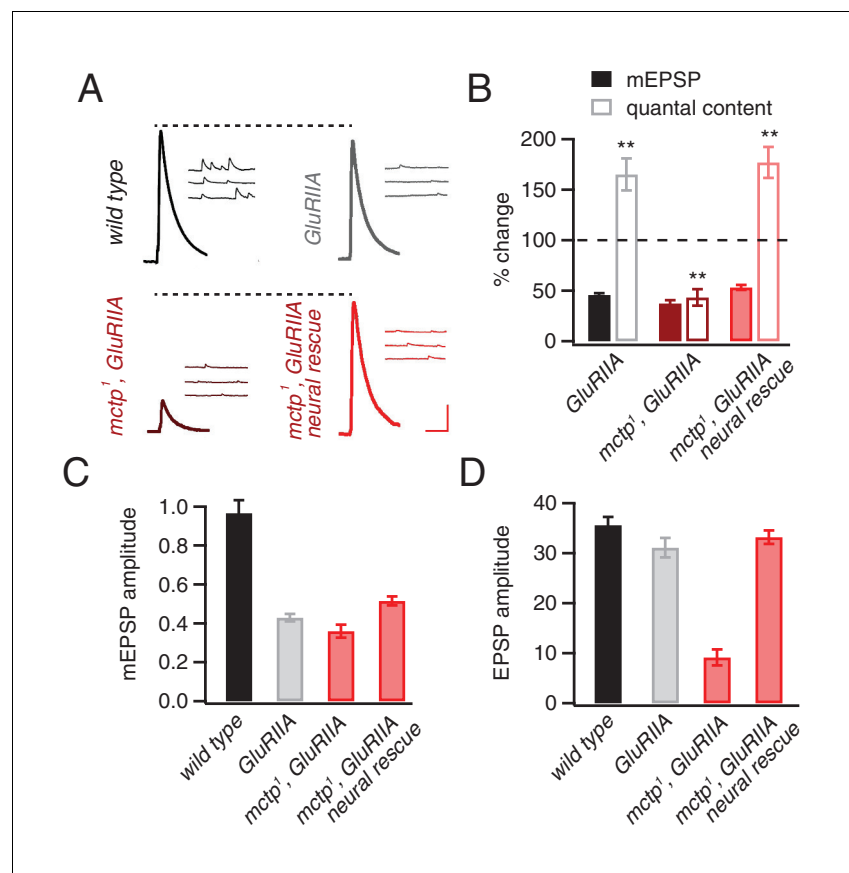 A
wild type
GluRIIA
mctp1, GluRIIA
mctp1, GluRIIA
neural rescue
B
mEPSP
quantal content
% change
200
150
100
50
0
**
**
**
GluRIIA
mctp1, GluRIIA
mctp1, GluRIIA
neural rescue
C
mEPSP amplitude
1.0
0.8
0.6
0.4
0.2
0.0
wild type
GluRIIA
mctp1, GluRIIA
mctp1, GluRIIA
neural rescue
D
EPSP amplitude
40
30
20
10
0
wild type
GluRIIA
mctp1, GluRIIA
mctp1, GluRIIA
neural rescue